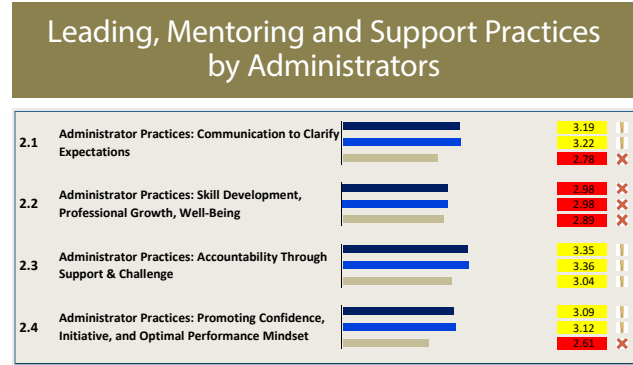 Leading, Mentoring and Support Practices
by Administrators
2.1
Administrator Practices: Communication to Clarify
Expectations
3.19
3.22
2.78
2.2
Administrator Practices: Skill Development,
Professional Growth, Well-Being
2.98
2.98
2.89
2.3
Administrator Practices: Accountability Through
Support & Challenge
3.35
3.36
3.04
2.4
Administrator Practices: Promoting Confidence,
Initiative, and Optimal Performance Mindset
3.09
3.12
2.61